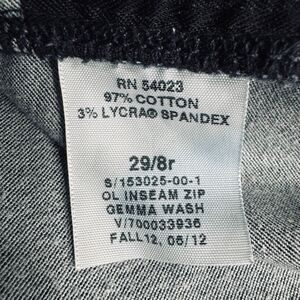 RN 54023
97% COTTON
3% LYCRA® SPANDEX
29/8r
S/153025-00-1
OL INSEAM ZIP
GEMMA WASH
V/700033936
FALL12, 06/12